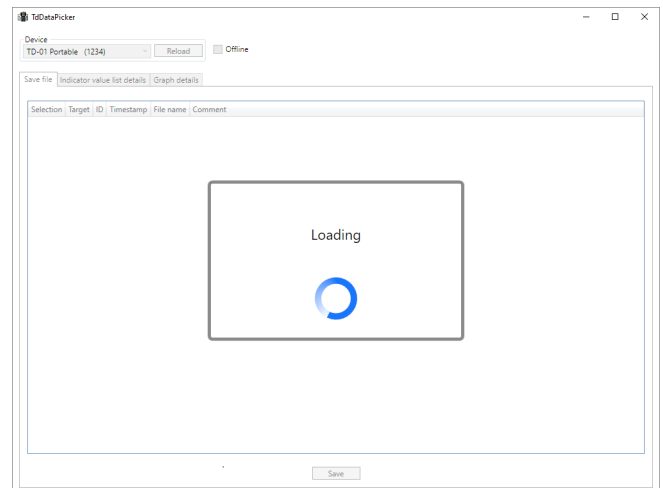 TdDataPicker
Device
TD-01 Portable (1234)
Reload
Offline
Save file
Indicator value list details
Graph details
Selection Target ID Timestamp File name Comment
Loading
Save